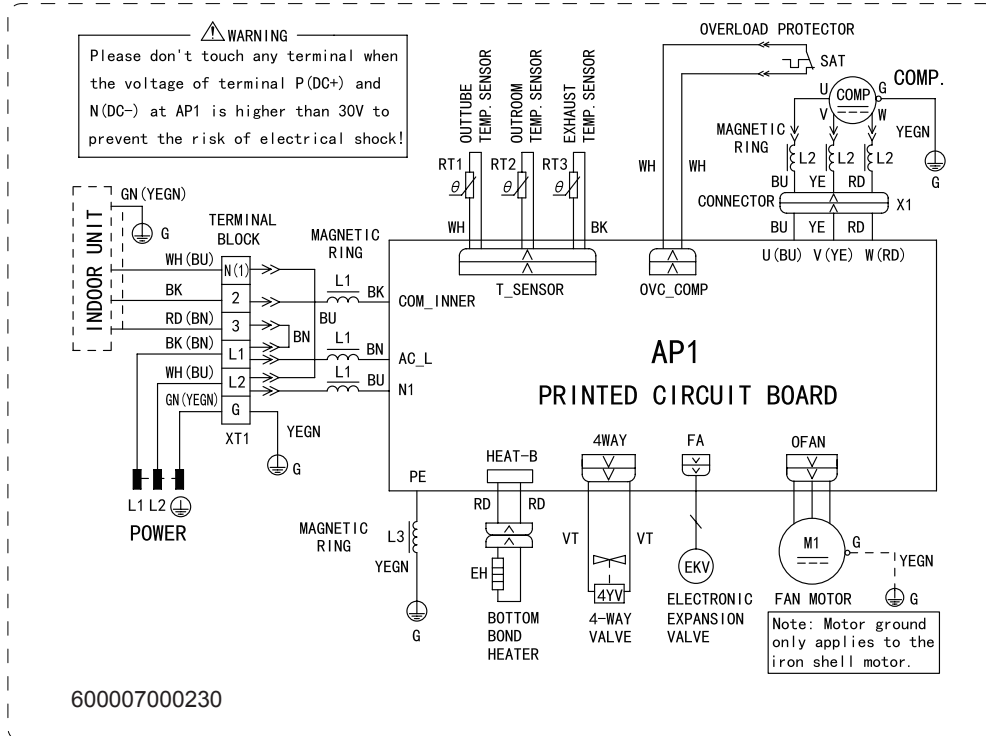 WARNING
Please don't touch any terminal when
the voltage of terminal P(DC+) and
N(DC-) at AP1 is higher than 30V to
prevent the risk of electrical shock!
OVERLOAD PROTECTOR
SAT
COMP.
U
COMP
G
V
W
YEGN
G
MAGNETIC
RING
L2
L2
L2
BU
YE
RD
CONNECTOR
X1
BU
YE
RD
U(BU)
V(YE)
W(RD)
OUTTUBE
TEMP. SENSOR
OUTROOM
TEMP. SENSOR
EXHAUST
TEMP. SENSOR
RT1
RT2
RT3
θ
θ
θ
WH
BK
WH
WH
T_SENSOR
OVC_COMP
INDOOR UNIT
GN(YEGN)
G
TERMINAL
BLOCK
MAGNETIC
RING
WH(BU)
N(1)
BK
2
L1
BK
COM_INNER
RD(BN)
3
BU
BN
BK(BN)
L1
L1
BN
AC_L
WH(BU)
L2
L1
BU
N1
GN(YEGN)
G
XT1
YEGN
G
L1
L2
POWER
AP1
PRINTED CIRCUIT BOARD
PE
HEAT-B
4WAY
FA
OFAN
MAGNETIC
RING
L3
YEGN
G
RD
RD
EH
BOTTOM
BOND
HEATER
VT
VT
4YV
4-WAY
VALVE
EKV
ELECTRONIC
EXPANSION
VALVE
M1
G
YEGN
G
FAN MOTOR
Note: Motor ground
only applies to the
iron shell motor.
600007000230